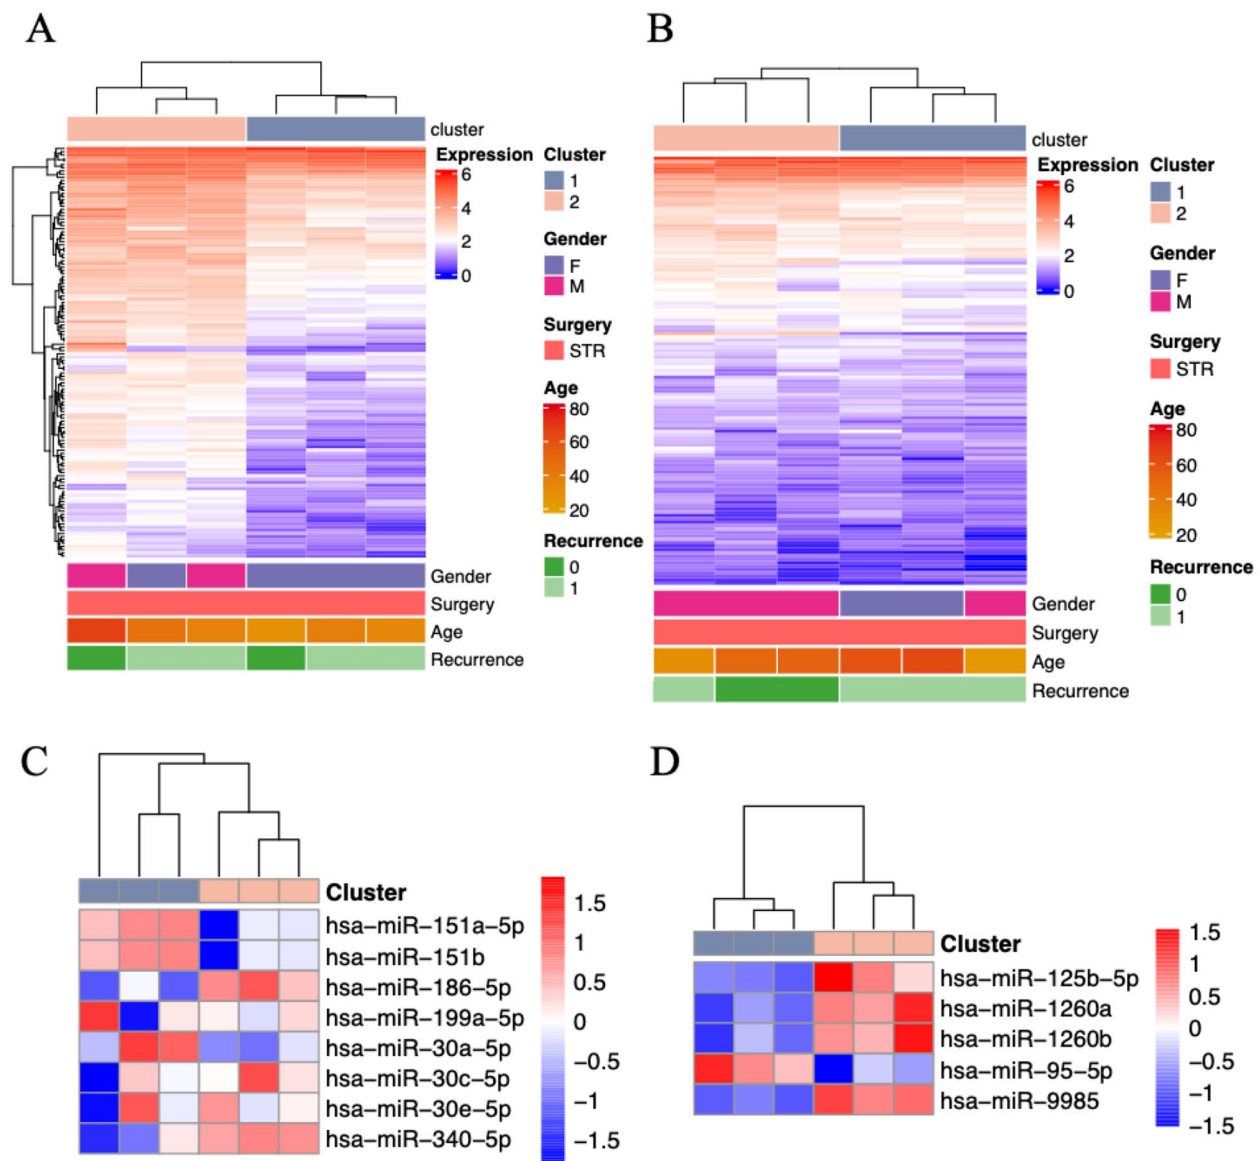 A
cluster
Expression
6
4
2
0
Cluster
1
2
Gender
F
M
Surgery
STR
Age
80
60
40
20
Recurrence
0
1
Gender
Surgery
Age
Recurrence
B
cluster
Expression
6
4
2
0
Cluster
1
2
Gender
F
M
Surgery
STR
Age
80
60
40
20
Recurrence
0
1
Gender
Surgery
Age
Recurrence
C
Cluster
hsa−miR−151a−5p
hsa−miR−151b
hsa−miR−186−5p
hsa−miR−199a−5p
hsa−miR−30a−5p
hsa−miR−30c−5p
hsa−miR−30e−5p
hsa−miR−340−5p
1.5
1
0.5
0
−0.5
−1
−1.5
D
Cluster
hsa−miR−125b−5p
hsa−miR−1260a
hsa−miR−1260b
hsa−miR−95−5p
hsa−miR−9985
1.5
1
0.5
0
−0.5
−1
−1.5